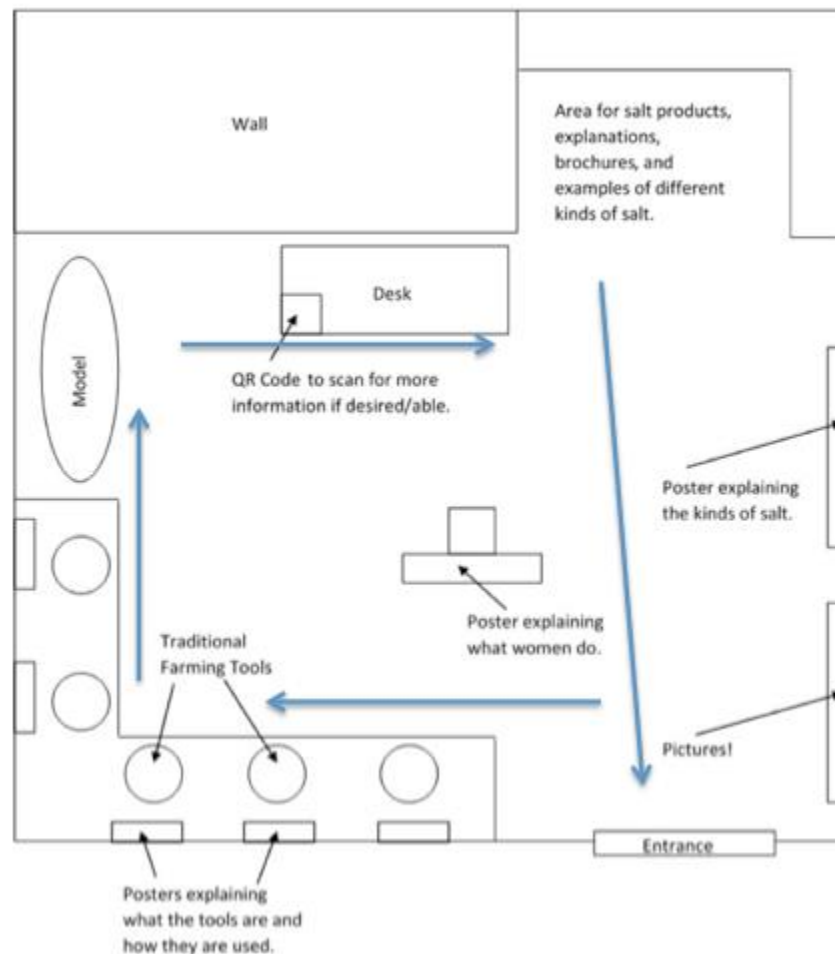 Wall
Area for salt products,
explanations,
brochures, and
examples of different
kinds of salt.
Desk
Model
QR Code to scan for more
information if desired/able.
Poster explaining
the kinds of salt.
Poster explaining
what women do.
Traditional
Farming Tools
Pictures!
Entrance
Posters explaining
what the tools are and
how they are used.